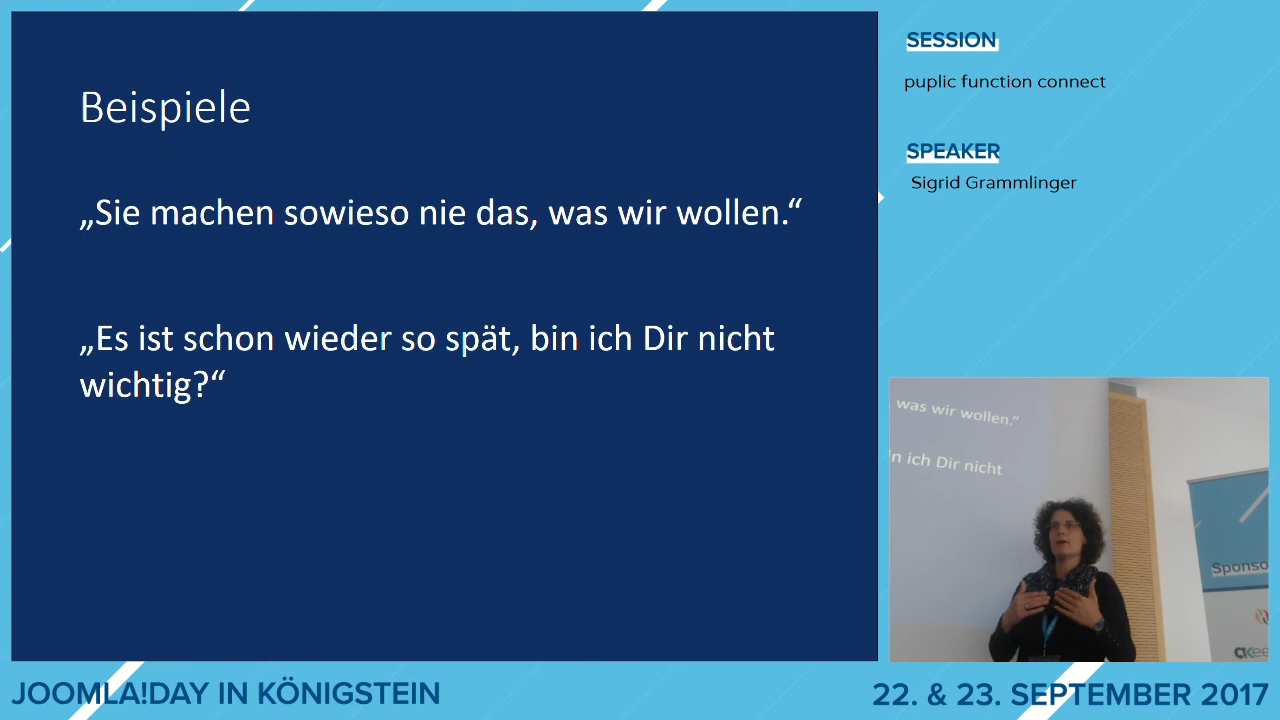 Beispiele
„Sie machen sowieso nie das, was wir wollen.“
„Es ist schon wieder so spät, bin ich Dir nicht
wichtig?“
SESSION
puplic function connect
SPEAKER
Sigrid Grammlinger
was wir wollen.“
in ich Dir nicht
Sponso
akee
JOOMLA!DAY IN KÖNIGSTEIN
22. & 23. SEPTEMBER 2017